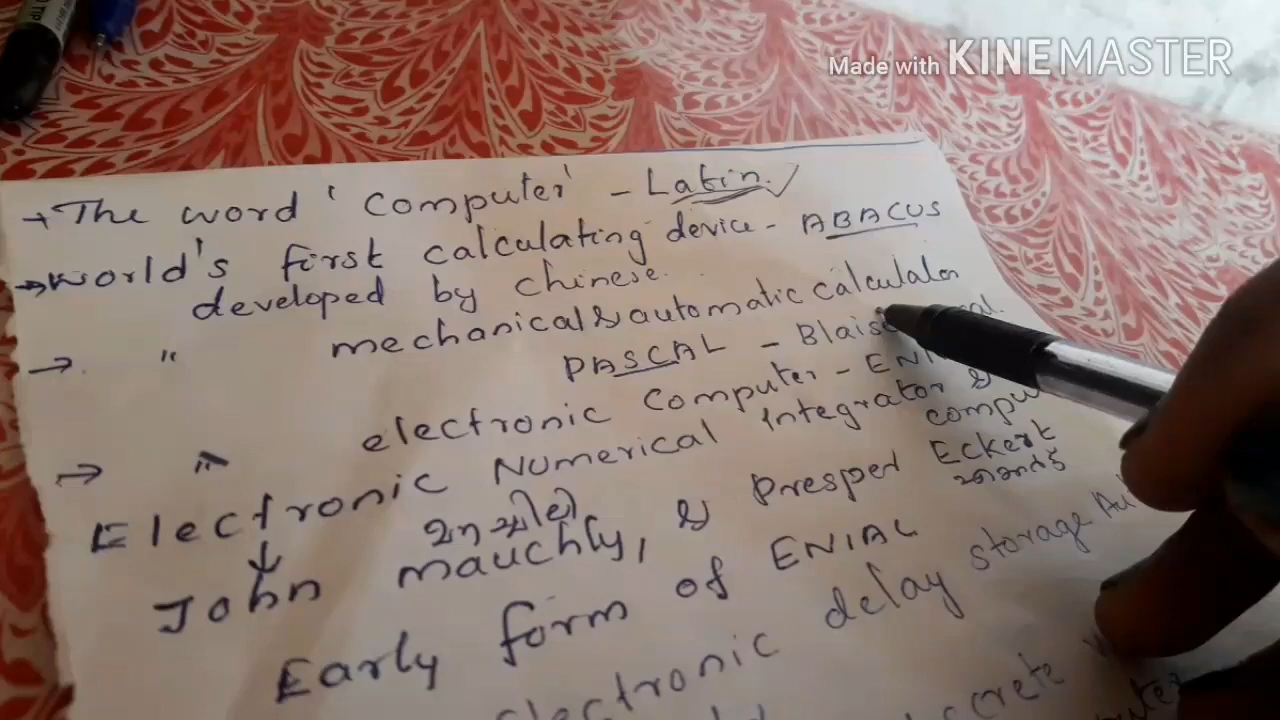 Made with KINEMASTER
→ The word 'Computer' - Latin. ✓
→ World's first calculating device - ABACUS
developed by Chinese.
→ " mechanical & automatic calculator
PASCAL - Blaise
→ " electronic Computer -
Electronic Numerical Integrator &
John mauchly, & Presper Eckert
Early form of ENIAC
electronic delay storage